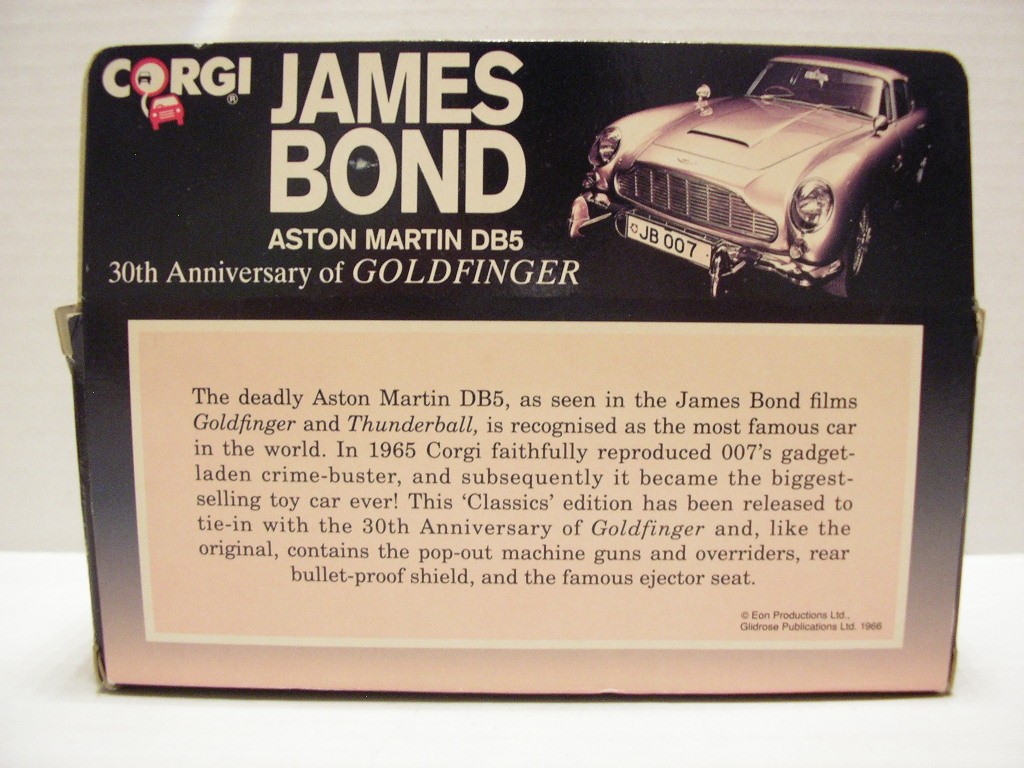 CORGI®
JAMES
BOND
ASTON MARTIN DB5
30th Anniversary of GOLDFINGER
JB 007
The deadly Aston Martin DB5, as seen in the James Bond films
Goldfinger and Thunderball, is recognised as the most famous car
in the world. In 1965 Corgi faithfully reproduced 007's gadget-
laden crime-buster, and subsequently it became the biggest-
selling toy car ever! This 'Classics' edition has been released to
tie-in with the 30th Anniversary of Goldfinger and, like the
original, contains the pop-out machine guns and overriders, rear
bullet-proof shield, and the famous ejector seat.
© Eon Productions Ltd.,
Glidrose Publications Ltd. 1966